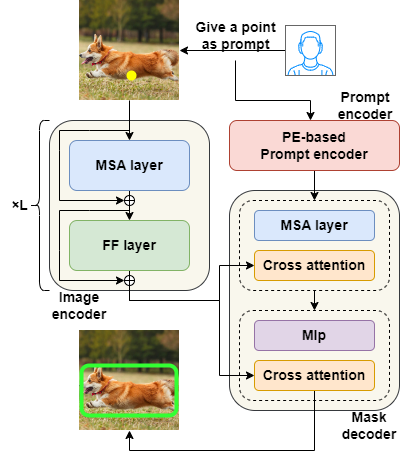 Give a point
as prompt
Prompt
encoder
PE-based
Prompt encoder
×L
MSA layer
FF layer
Image
encoder
MSA layer
Cross attention
Mlp
Cross attention
Mask
decoder